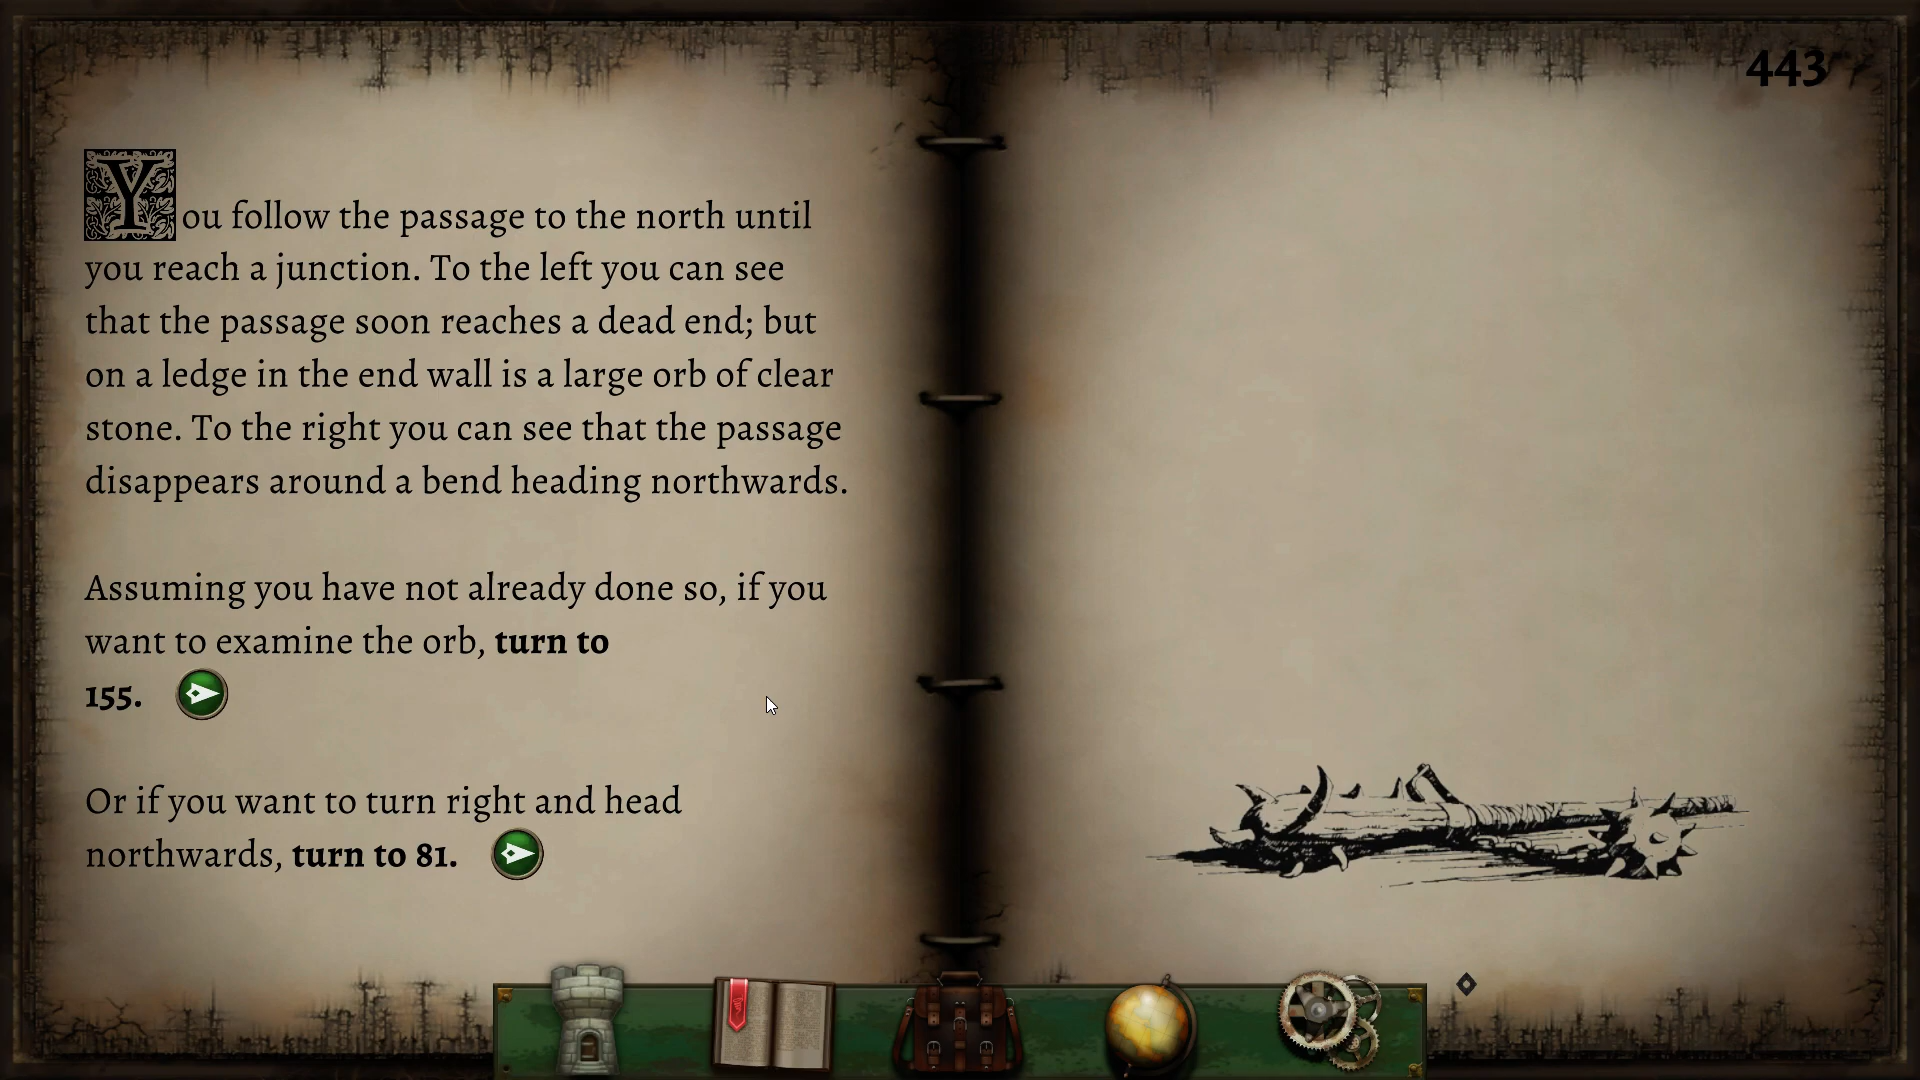 443
You follow the passage to the north until
you reach a junction. To the left you can see
that the passage soon reaches a dead end; but
on a ledge in the end wall is a large orb of clear
stone. To the right you can see that the passage
disappears around a bend heading northwards.
Assuming you have not already done so, if you
want to examine the orb, turn to
155.
Or if you want to turn right and head
northwards, turn to 81.